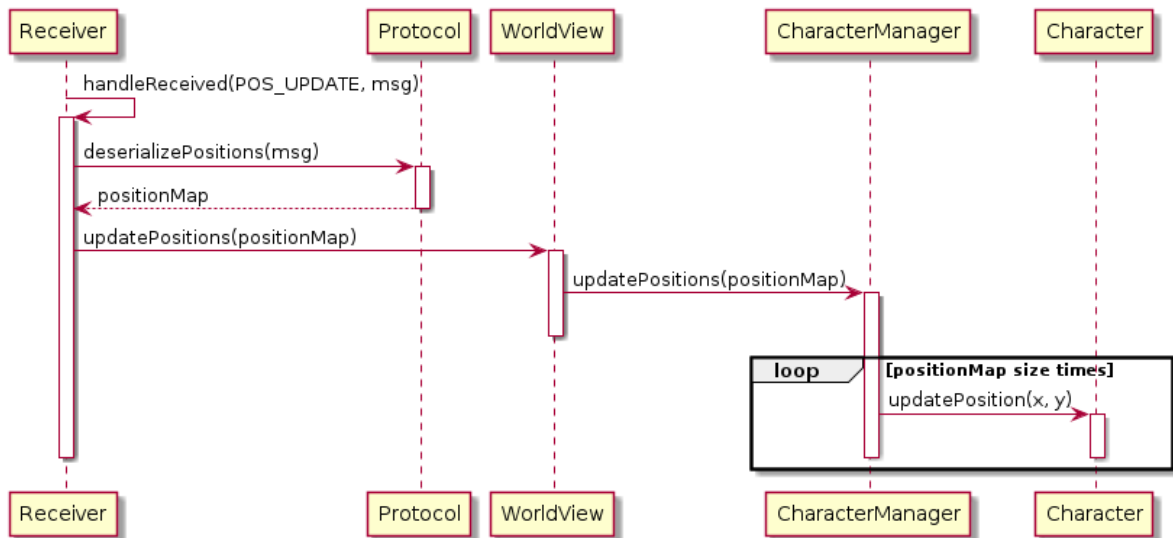 Receiver
Protocol
WorldView
CharacterManager
Character
handleReceived(POS_UPDATE, msg)
deserializePositions(msg)
positionMap
updatePositions(positionMap)
updatePositions(positionMap)
loop
[positionMap size times]
updatePosition(x, y)
Receiver
Protocol
WorldView
CharacterManager
Character